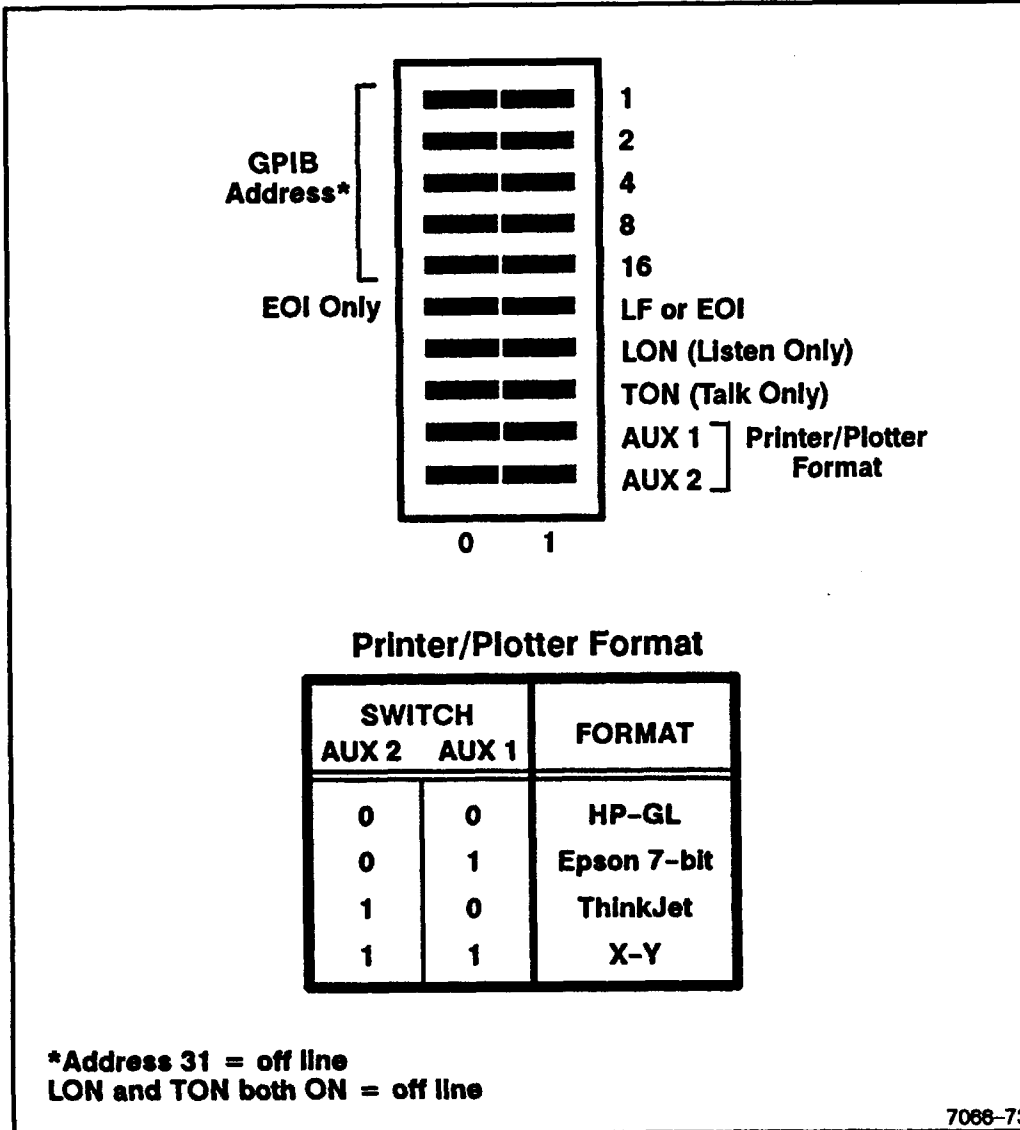 1
2
GPIB
Address*
4
8
16
EOI Only LF or EOI
LON (Listen Only)
TON (Talk Only)
AUX 1 Printer/Plotter
Format
AUX 2
0 1
Printer/Plotter Format
SWITCH FORMAT
AUX 2 AUX 1
0 0 HP-GL
0 1 Epson 7-bit
1 0 ThinkJet
1 1 X-Y
*Address 31 = off line
LON and TON both ON = off line